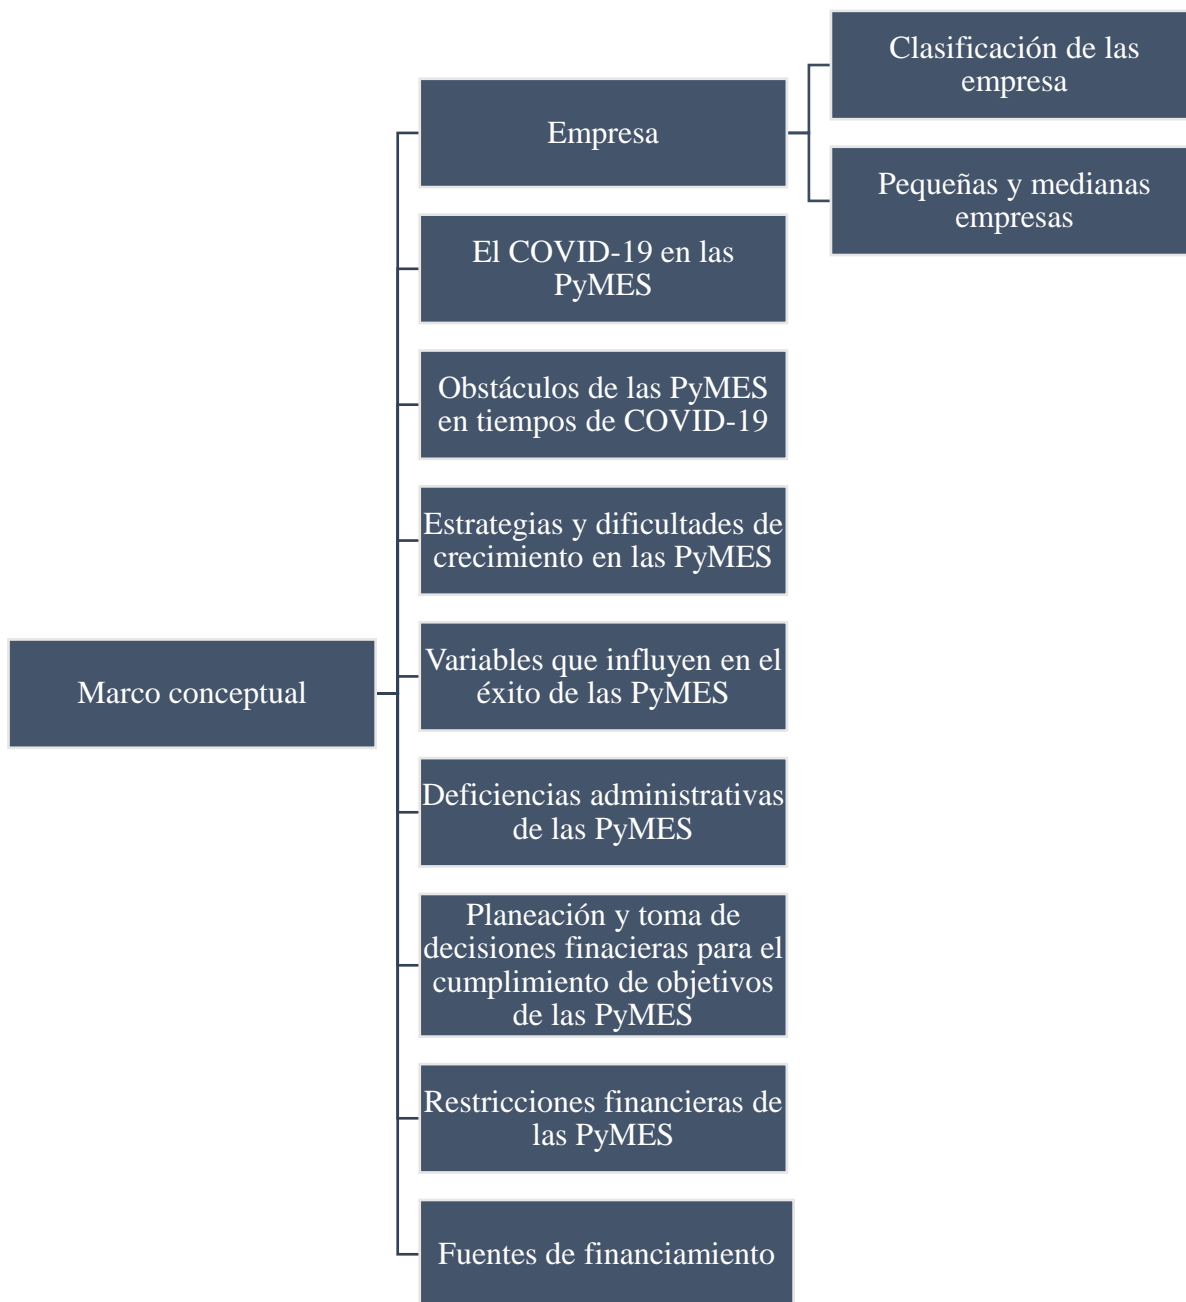 Clasificación de las
empresa
Empresa
Pequeñas y medianas
empresas
El COVID-19 en las
PyMES
Obstáculos de las PyMES
en tiempos de COVID-19
Estrategias y dificultades de
crecimiento en las PyMES
Marco conceptual
Variables que influyen en el
éxito de las PyMES
Deficiencias administrativas
de las PyMES
Planeación y toma de
decisiones finacieras para el
cumplimiento de objetivos
de las PyMES
Restricciones financieras de
las PyMES
Fuentes de financiamiento